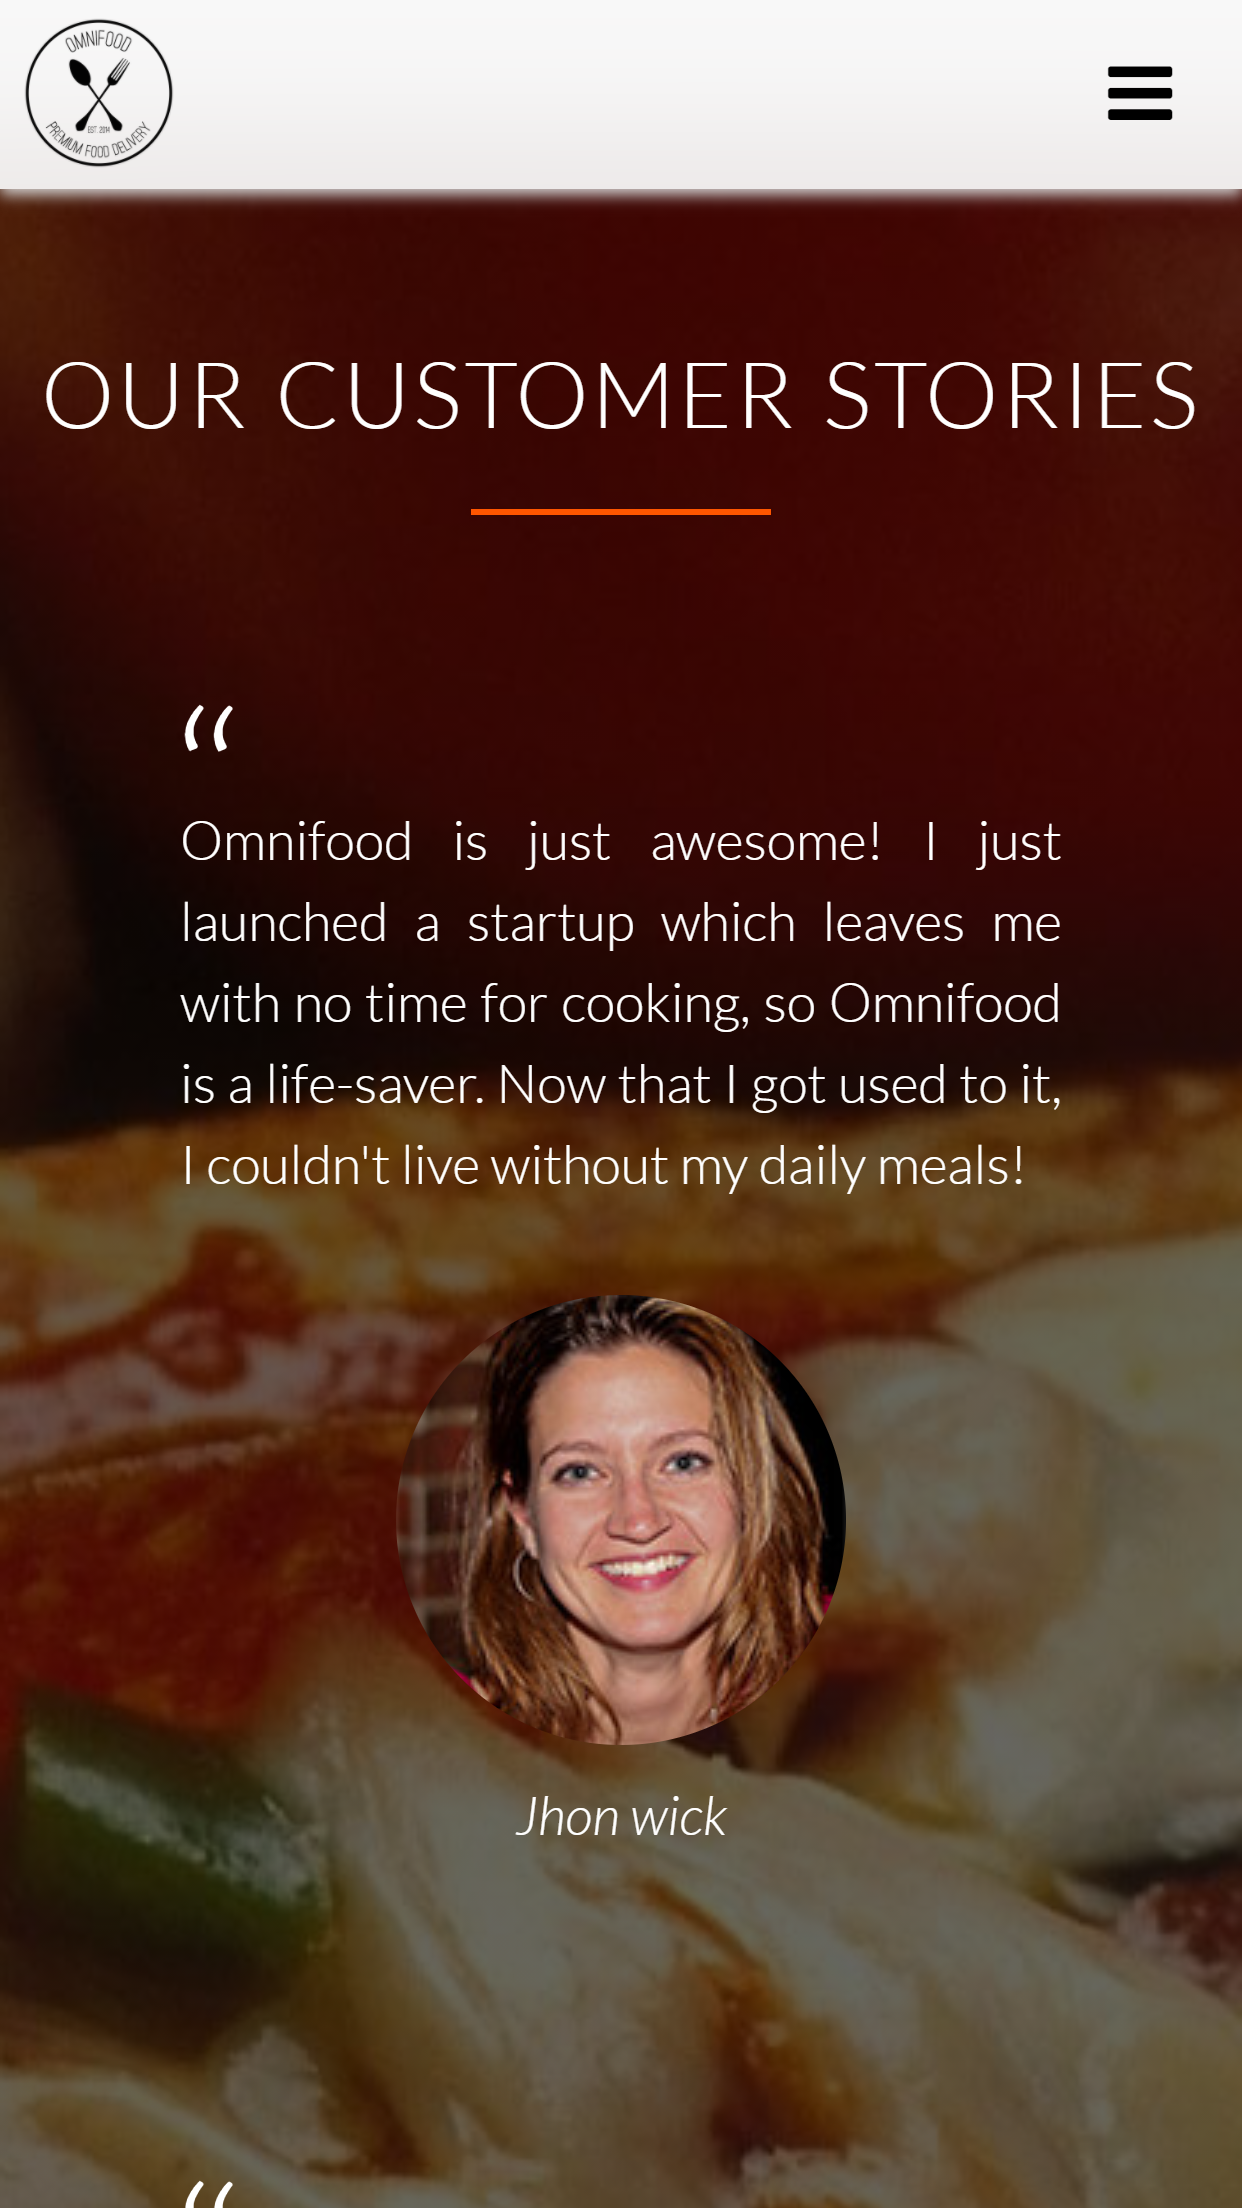 OMNIFOOD
EST. 2014
PREMIUM FOOD DELIVERY
OUR CUSTOMER STORIES
“
Omnifood is just awesome! I just
launched a startup which leaves me
with no time for cooking, so Omnifood
is a life-saver. Now that I got used to it,
I couldn't live without my daily meals!
Jhon wick
“